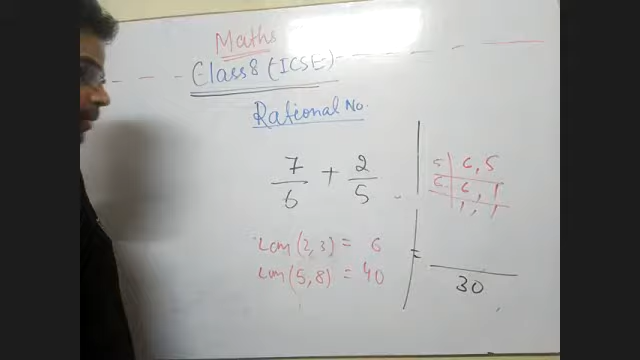 Maths
Class 8 (ICSE)
Rational No.
7/6 + 2/5
5 | 6, 5
6 | 6, 1
1, 1
Lcm (2, 3) = 6
Lcm (5, 8) = 40
= 
30